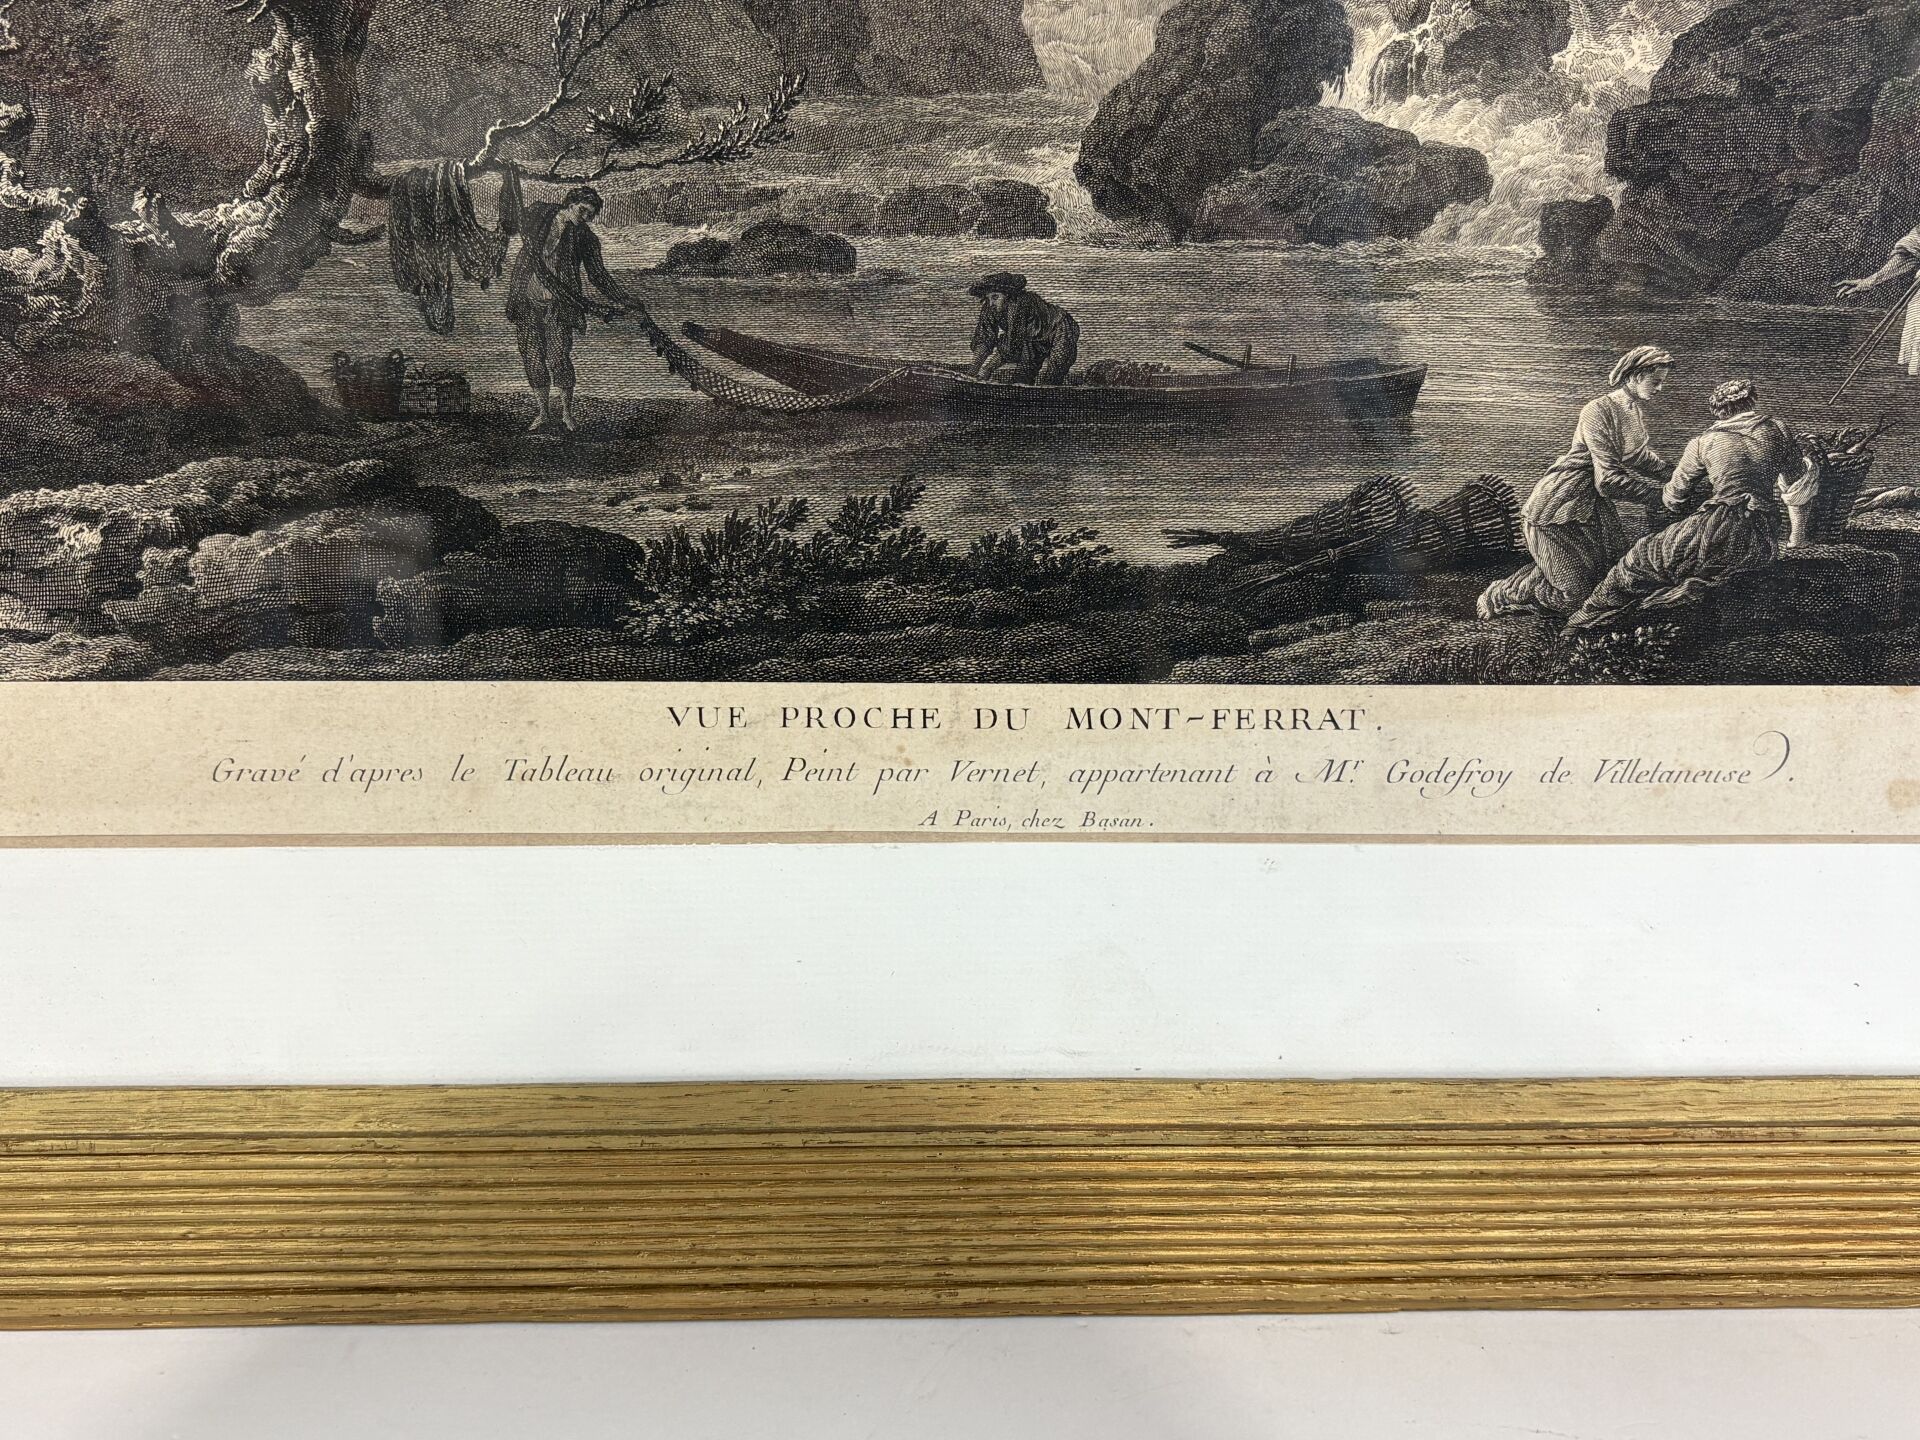 VUE PROCHE DU MONT-FERRAT.
Gravé d'apres le Tableau original, Peint par Vernet, appartenant à Mr. Godefroy de Villetaneuse.
A Paris, chez Basan.